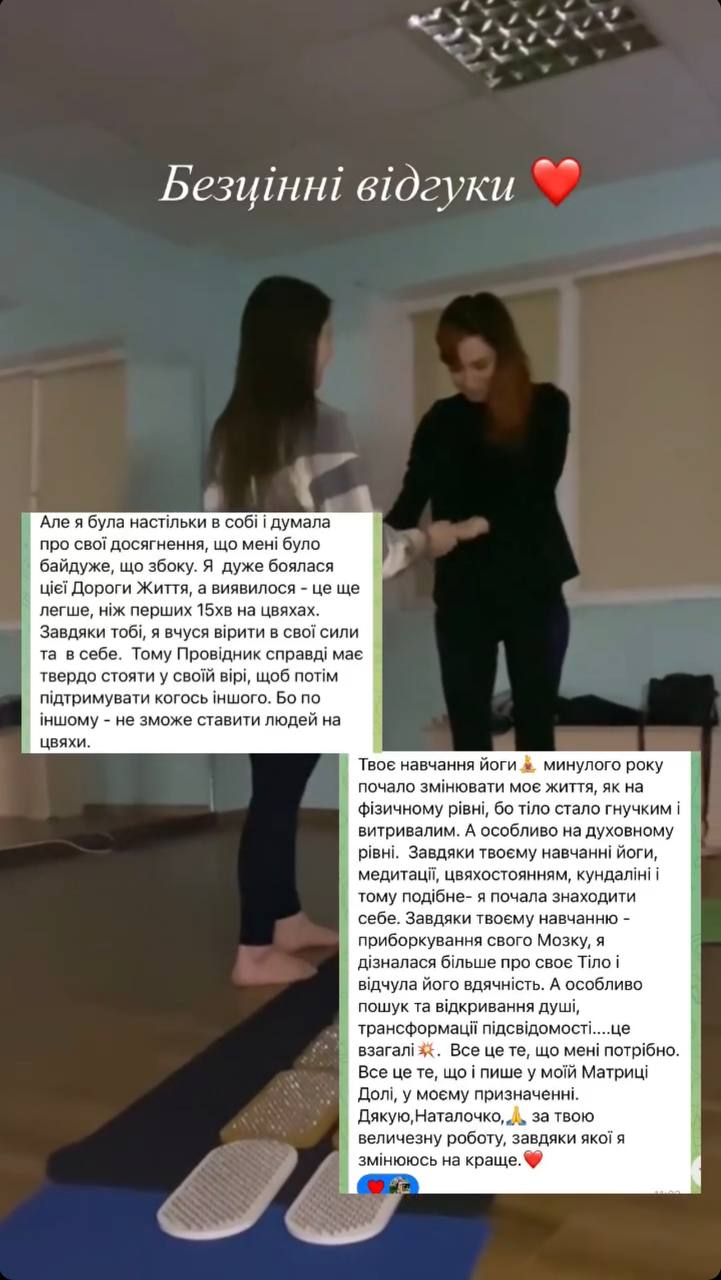 Безцінні відгуки ❤️
Але я була настільки в собі і думала
про свої досягнення, що мені було
байдуже, що збоку. Я дуже боялася
цієї Дороги Життя, а виявилося - це ще
легше, ніж перших 15хв на цвяхах.
Завдяки тобі, я вчуся вірити в свої сили
та в себе. Тому Провідник справді має
твердо стояти у своїй вірі, щоб потім
підтримувати когось іншого. Бо по
іншому - не зможе ставити людей на
цвяхи.
Твоє навчання йоги🧘‍♀️ минулого року
почало змінювати моє життя, як на
фізичному рівні, бо тіло стало гнучким і
витривалим. А особливо на духовному
рівні. Завдяки твоєму навчанні йоги,
медитації, цвяхостоянням, кундаліні і
тому подібне- я почала знаходити
себе. Завдяки твоєму навчанню -
приборкування свого Мозку, я
дізналася більше про своє Тіло і
відчула його вдячність. А особливо
пошук та відкривання душі,
трансформації підсвідомості....це
взагалі💥. Все це те, що мені потрібно.
Все це те, що і пише у моїй Матриці
Долі, у моєму призначенні.
Дякую,Наталочко,🙏 за твою
величезну роботу, завдяки якої я
змінююсь на краще.❤️